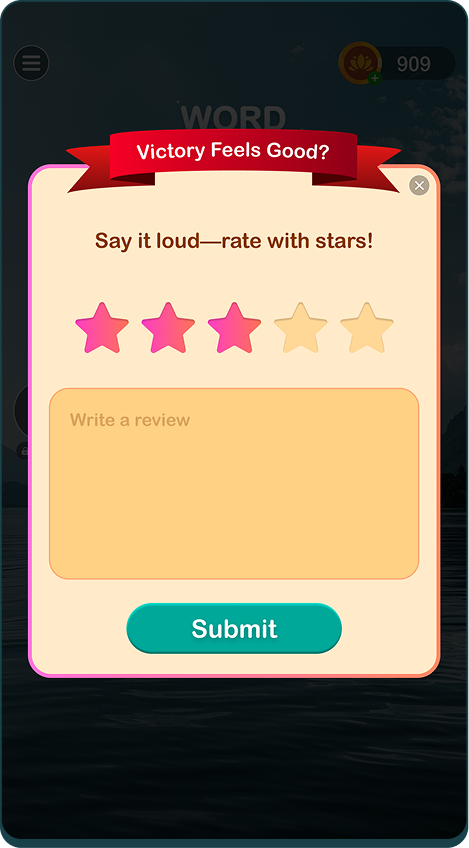 909
WORD
Victory Feels Good?
Say it loud—rate with stars!
Write a review
Submit